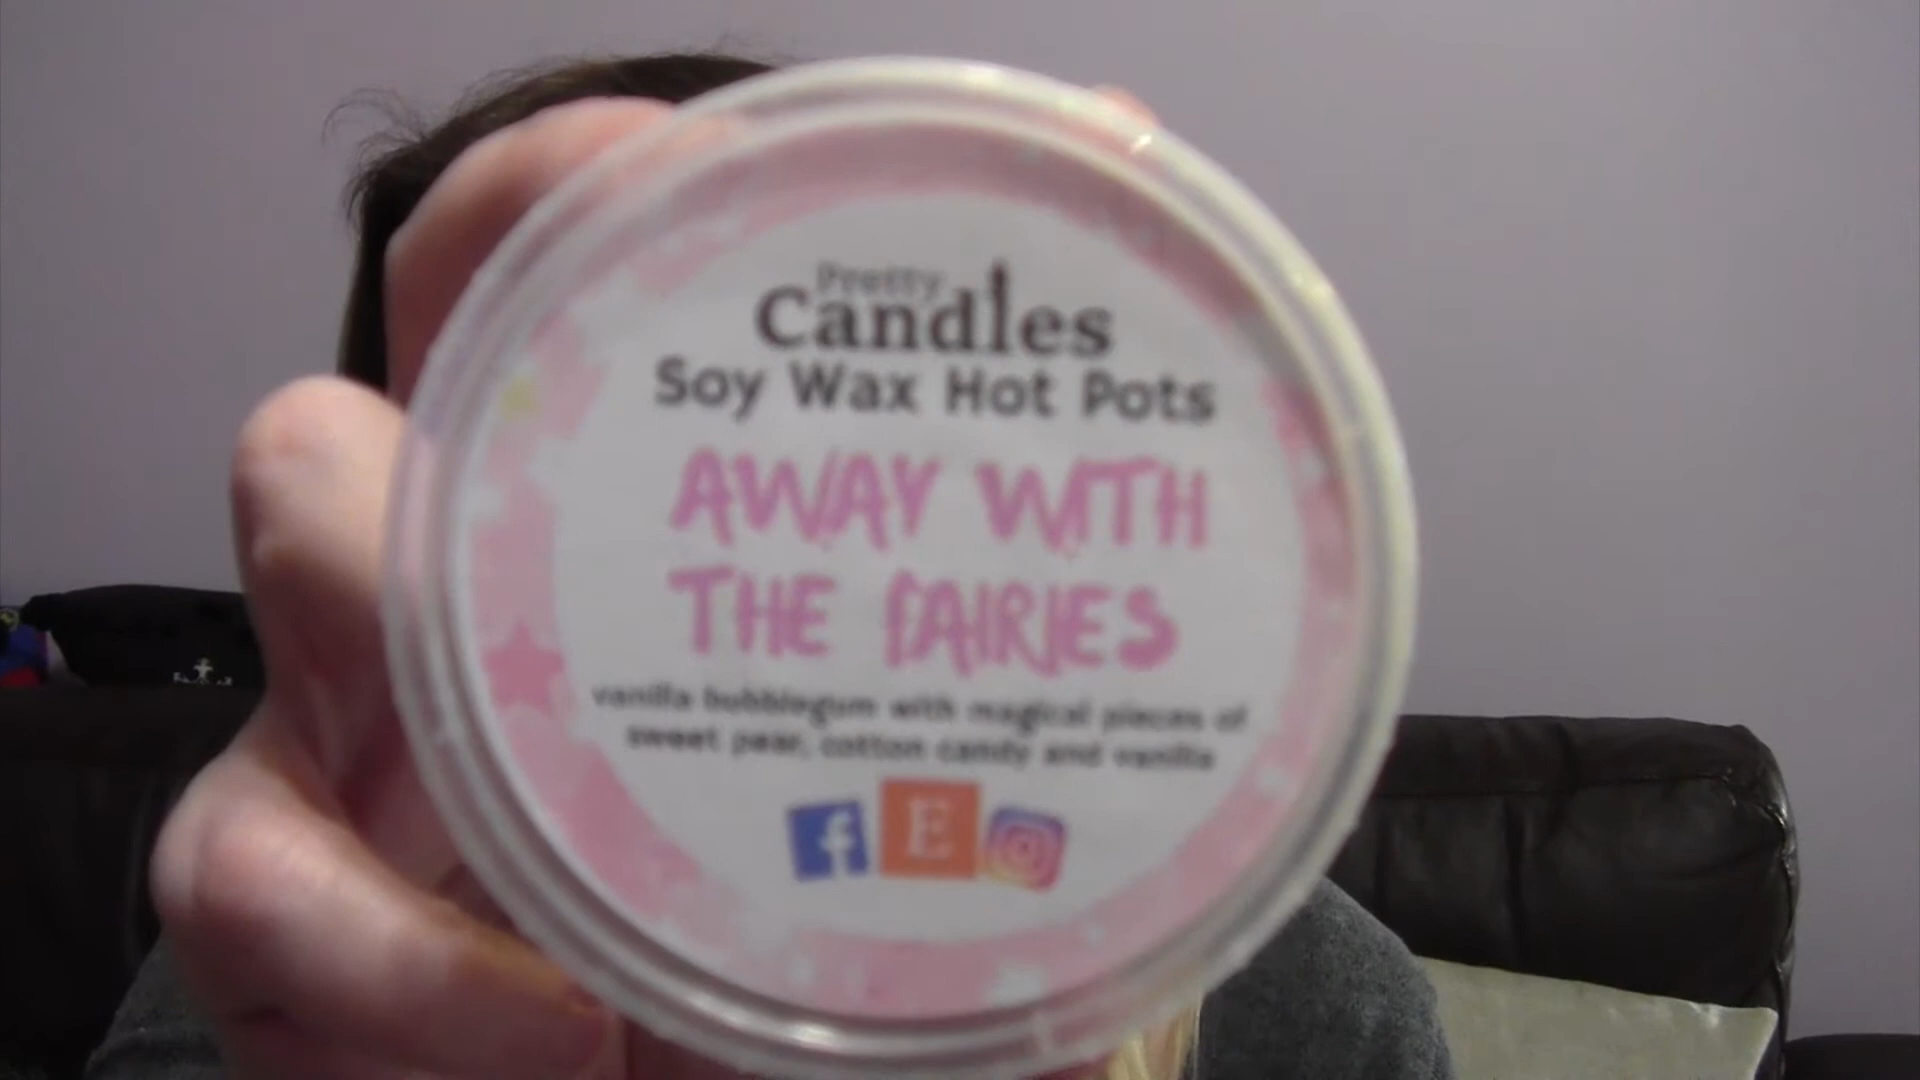 Pretty
Candles
Soy Wax Hot Pots
AWAY WITH
THE FAIRIES
vanilla bubblegum with magical pieces of
sweet pear, cotton candy and vanilla
f E